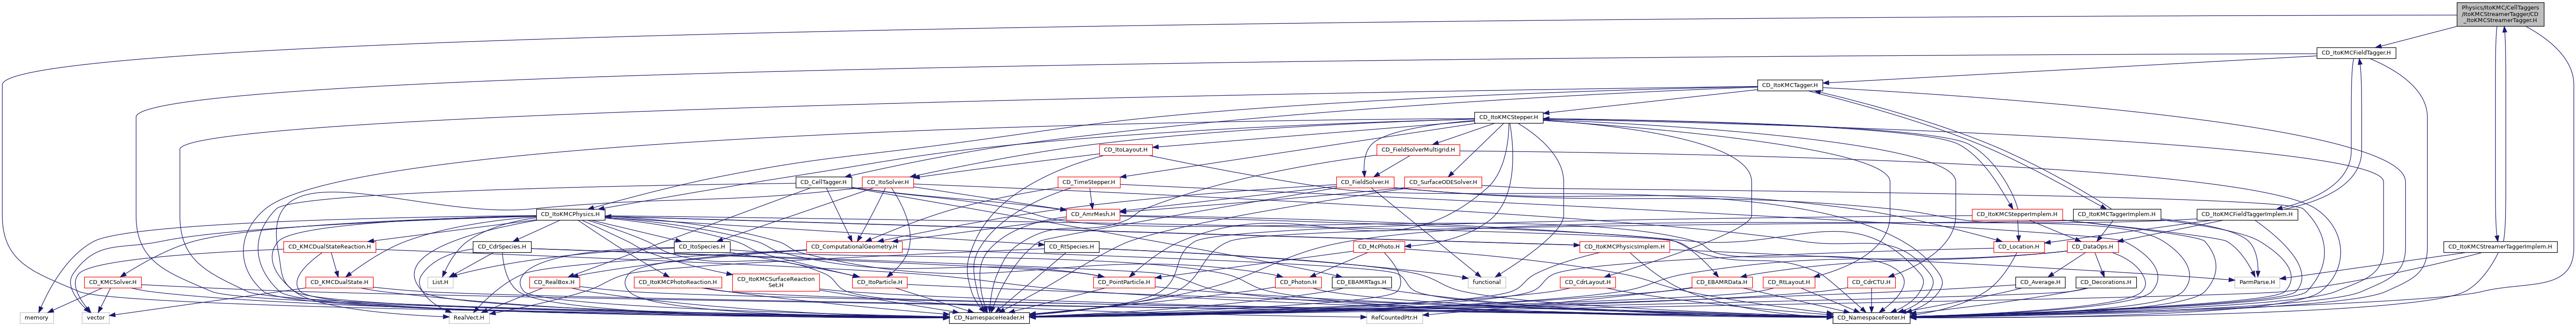 Physics/ItoKMC/CellTaggers
/ItoKMCStreamerTagger/CD
_ItoKMCStreamerTagger.H
CD_ItoKMCFieldTagger.H
CD_ItoKMCTagger.H
CD_ItoKMCStepper.H
CD_ItoLayout.H
CD_FieldSolverMultigrid.H
CD_CellTagger.H
CD_ItoSolver.H
CD_TimeStepper.H
CD_FieldSolver.H
CD_SurfaceODESolver.H
CD_ItoKMCPhysics.H
CD_AmrMesh.H
CD_ItoKMCStepperImplem.H
CD_ItoKMCTaggerImplem.H
CD_ItoKMCFieldTaggerImplem.H
CD_KMCDualStateReaction.H
CD_CdrSpecies.H
CD_ItoSpecies.H
CD_ComputationalGeometry.H
CD_RtSpecies.H
CD_McPhoto.H
CD_ItoKMCPhysicsImplem.H
CD_Location.H
CD_DataOps.H
CD_ItoKMCStreamerTaggerImplem.H
CD_KMCSolver.H
CD_KMCDualState.H
List.H
CD_RealBox.H
CD_ItoKMCPhotoReaction.H
CD_ItoKMCSurfaceReaction
Set.H
CD_ItoParticle.H
CD_PointParticle.H
CD_Photon.H
CD_EBAMRTags.H
functional
CD_CdrLayout.H
CD_EBAMRData.H
CD_RtLayout.H
CD_CdrCTU.H
CD_Average.H
CD_Decorations.H
ParmParse.H
memory
vector
RealVect.H
CD_NamespaceHeader.H
RefCountedPtr.H
CD_NamespaceFooter.H